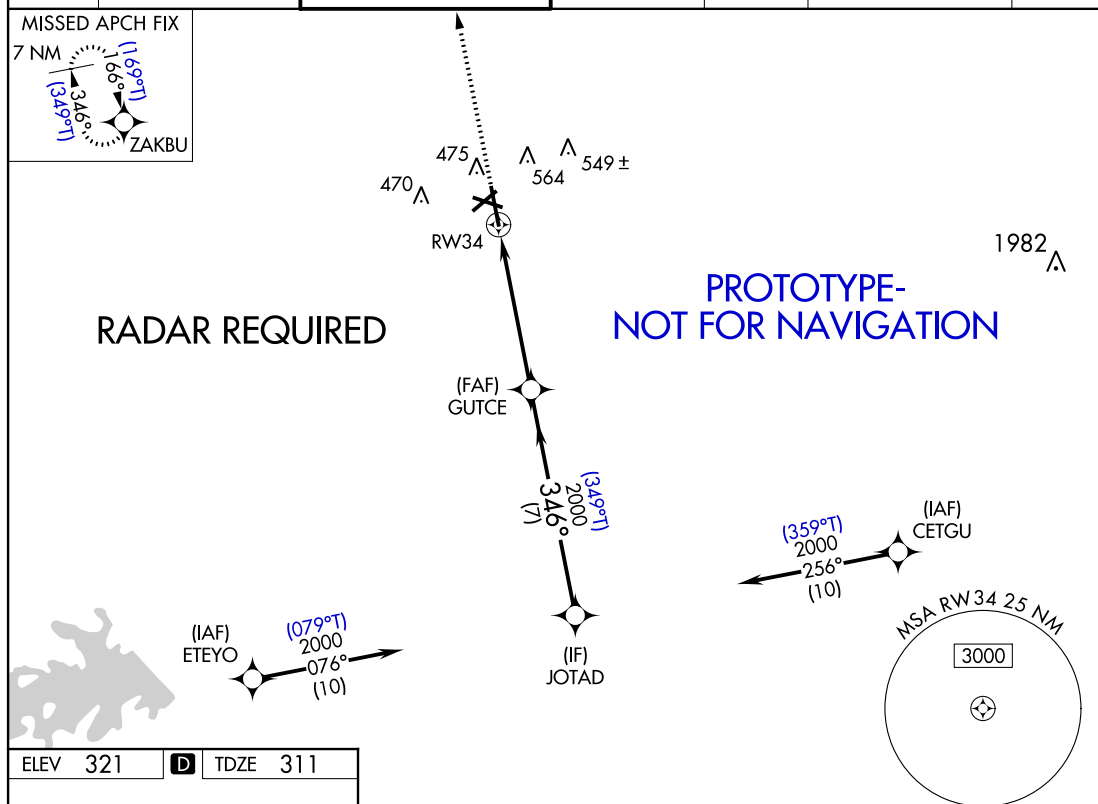 MISSED APCH FIX
7 NM
(169°T)
166°
346°
(349°T)
ZAKBU
475
564
549 ±
470
RW34
1982
PROTOTYPE-
NOT FOR NAVIGATION
RADAR REQUIRED
(FAF)
GUTCE
(349°T)
2000
346°
(7)
(IAF)
CETGU
(359°T)
2000
256°
(10)
(IAF)
ETEYO
(079°T)
2000
076°
(10)
(IF)
JOTAD
MSA RW34 25 NM
3000
ELEV 321 D TDZE 311